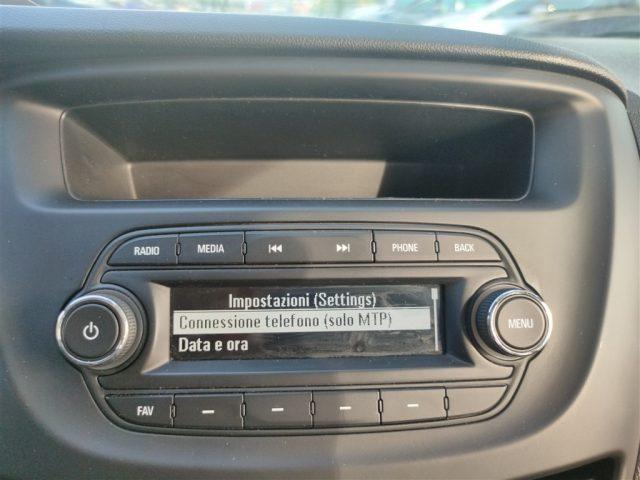 RADIO MEDIA PHONE BACK
Impostazioni (Settings)
Connessione telefono (solo MTP)
Data e ora
MENU
FAV